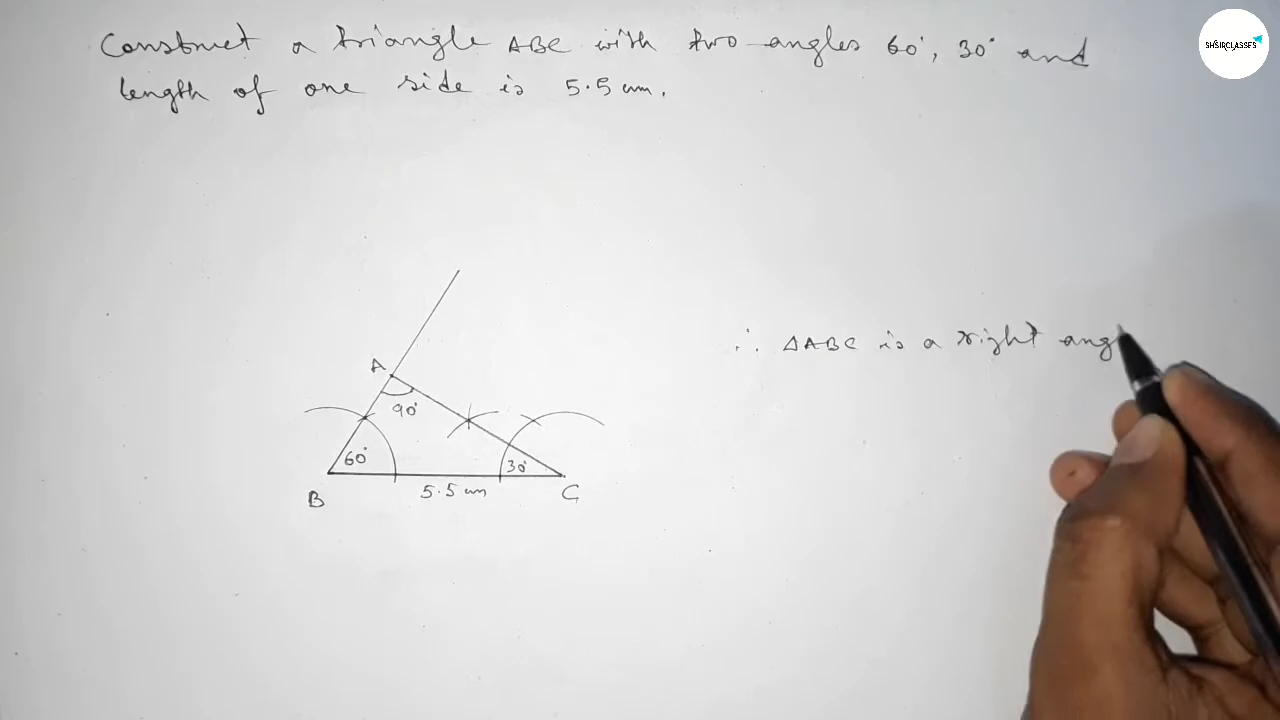 Construct a triangle ABC with two angles 60°, 30° and
length of one side is 5.5 cm.
SHSIRCLASSES
∴ △ABC is a right ang
A
90°
60°
30°
B
5.5 cm
C